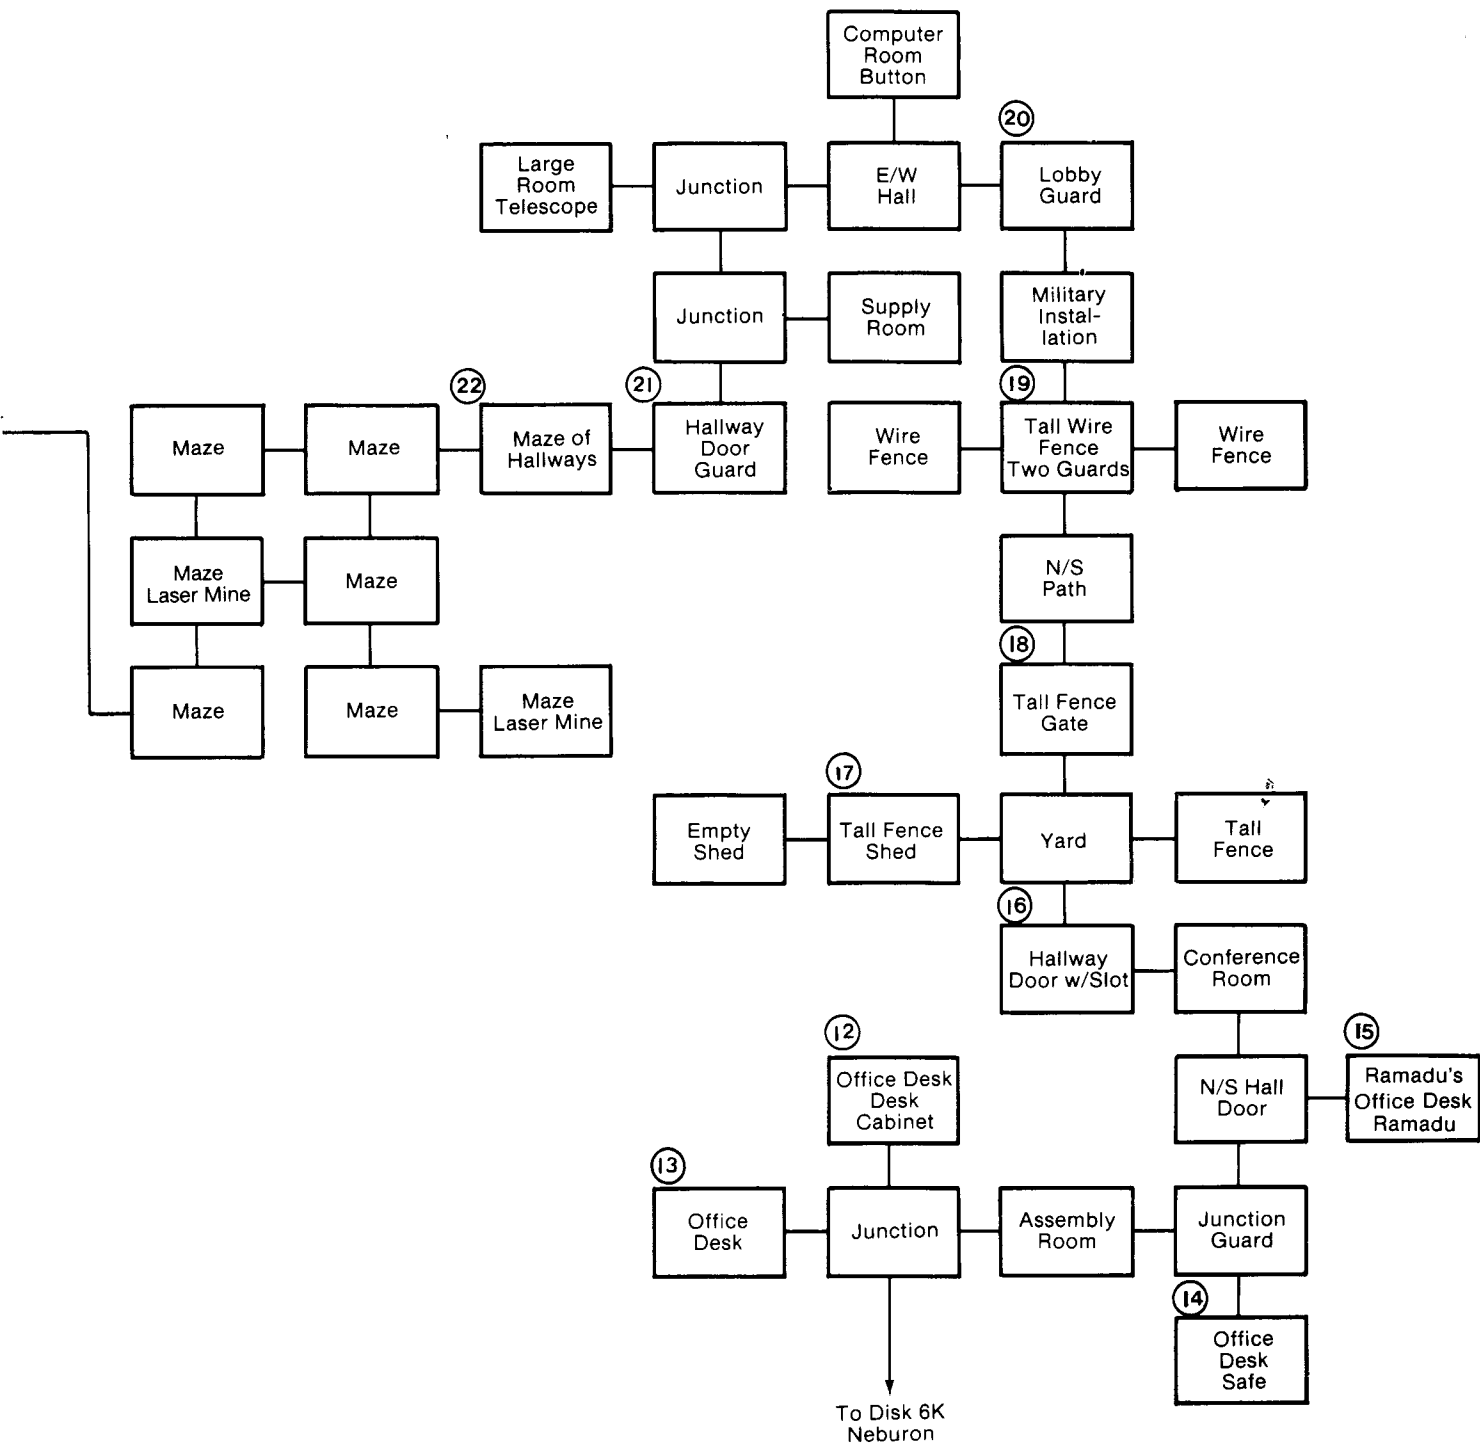 Computer
Room
Button
20
Large
Room
Telescope
Junction
E/W
Hall
Lobby
Guard
Junction
Supply
Room
Military
Instal-
lation
22
21
19
Maze
Maze
Maze of
Hallways
Hallway
Door
Guard
Wire
Fence
Tall Wire
Fence
Two Guards
Wire
Fence
Maze
Laser Mine
Maze
N/S
Path
18
Maze
Maze
Maze
Laser Mine
Tall Fence
Gate
17
Empty
Shed
Tall Fence
Shed
Yard
Tall
Fence
16
Hallway
Door w/Slot
Conference
Room
12
15
Office Desk
Desk
Cabinet
N/S Hall
Door
Ramadu's
Office Desk
Ramadu
13
Office
Desk
Junction
Assembly
Room
Junction
Guard
14
Office
Desk
Safe
To Disk 6K
Neburon